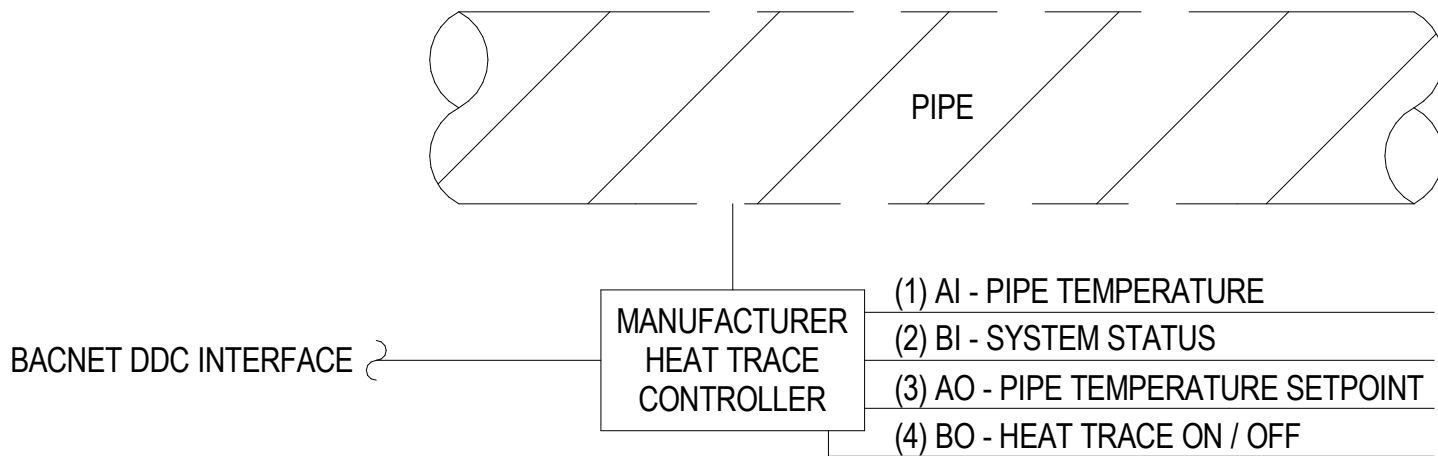 PIPE
BACNET DDC INTERFACE
MANUFACTURER
HEAT TRACE
CONTROLLER
(1) AI - PIPE TEMPERATURE
(2) BI - SYSTEM STATUS
(3) AO - PIPE TEMPERATURE SETPOINT
(4) BO - HEAT TRACE ON / OFF